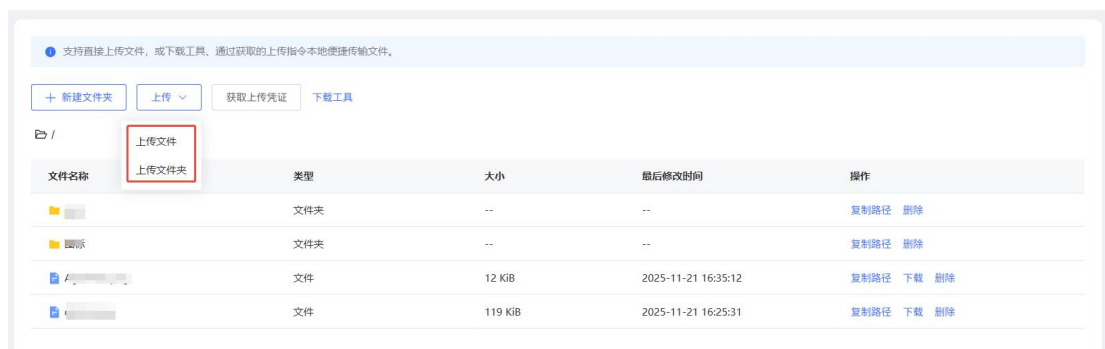 支持直接上传文件，或下载工具、通过获取的上传指令本地便捷传输文件。
+ 新建文件夹 上传 获取上传凭证 下载工具
/
上传文件
上传文件夹
文件名称 类型 大小 最后修改时间 操作
文件夹 -- -- 复制路径 删除
文件夹 -- -- 复制路径 删除
文件 12 KiB 2025-11-21 16:35:12 复制路径 下载 删除
文件 119 KiB 2025-11-21 16:25:31 复制路径 下载 删除